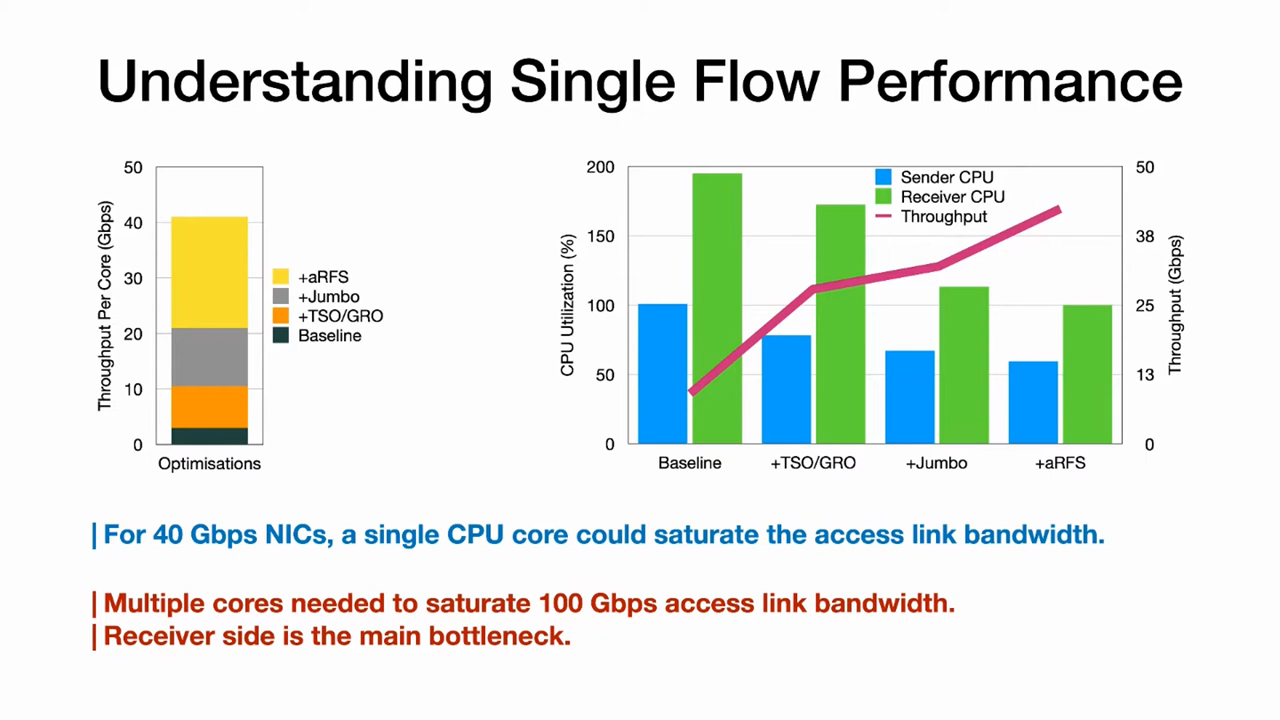 Understanding Single Flow Performance
Throughput Per Core (Gbps)
50
40
30
20
10
0
Optimisations
+aRFS
+Jumbo
+TSO/GRO
Baseline
CPU Utilization (%)
200
150
100
50
0
Sender CPU
Receiver CPU
Throughput
Baseline
+TSO/GRO
+Jumbo
+aRFS
50
38
25
13
0
Throughput (Gbps)
| For 40 Gbps NICs, a single CPU core could saturate the access link bandwidth.
| Multiple cores needed to saturate 100 Gbps access link bandwidth.
| Receiver side is the main bottleneck.